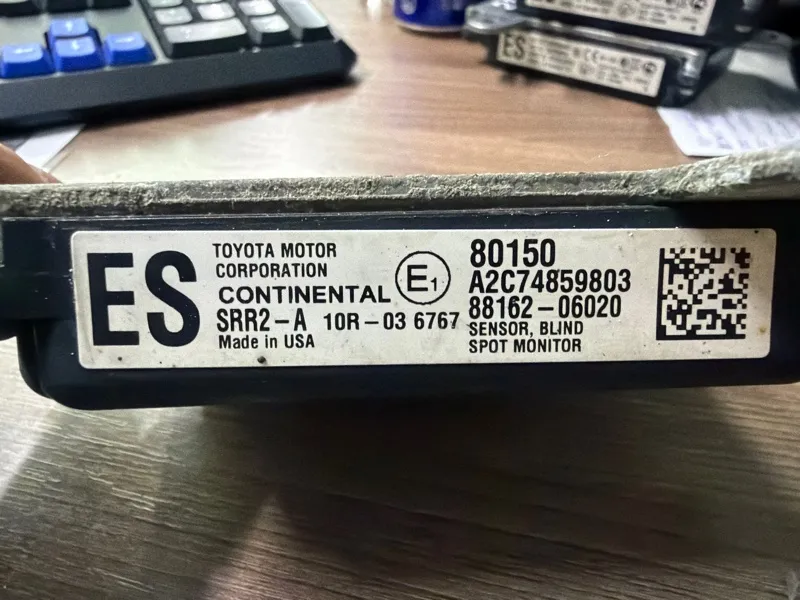 ES
ES
TOYOTA MOTOR
CORPORATION
CONTINENTAL
SRR2-A 10R-03 6767
Made in USA
E1
80150
A2C74859803
88162-06020
SENSOR, BLIND
SPOT MONITOR